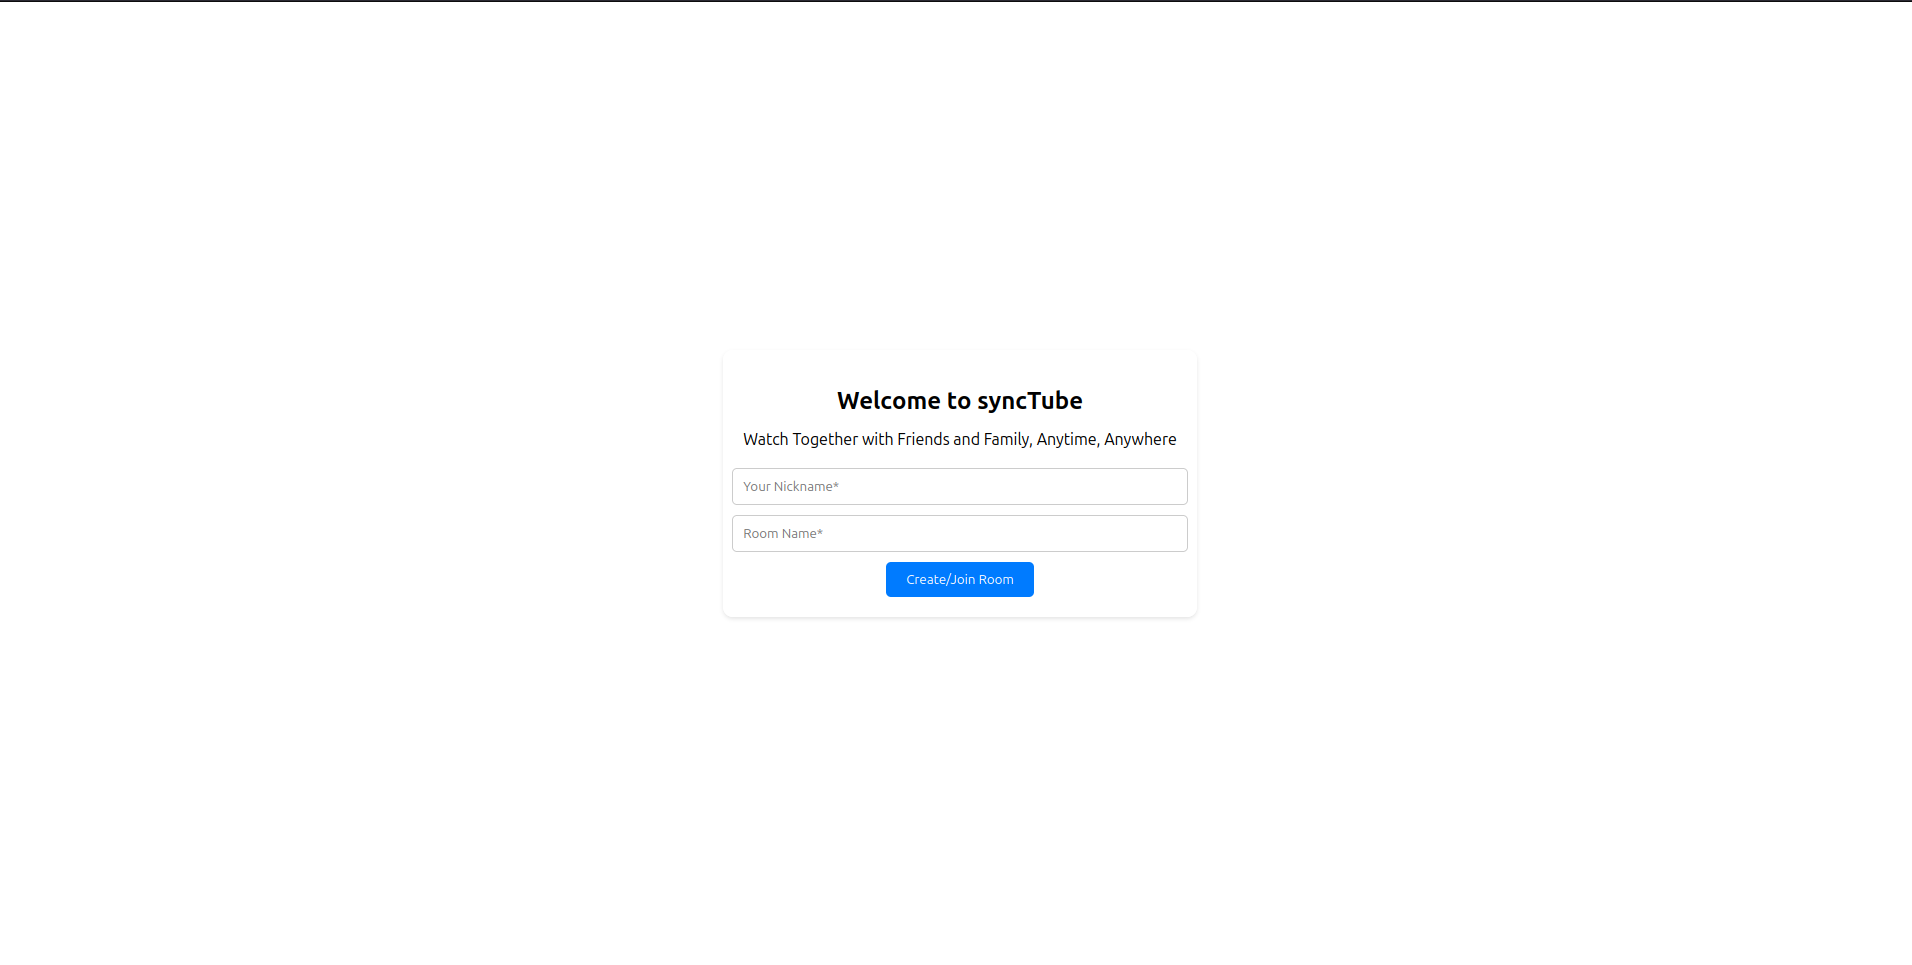 Welcome to syncTube
Watch Together with Friends and Family, Anytime, Anywhere
Your Nickname*
Room Name*
Create/Join Room